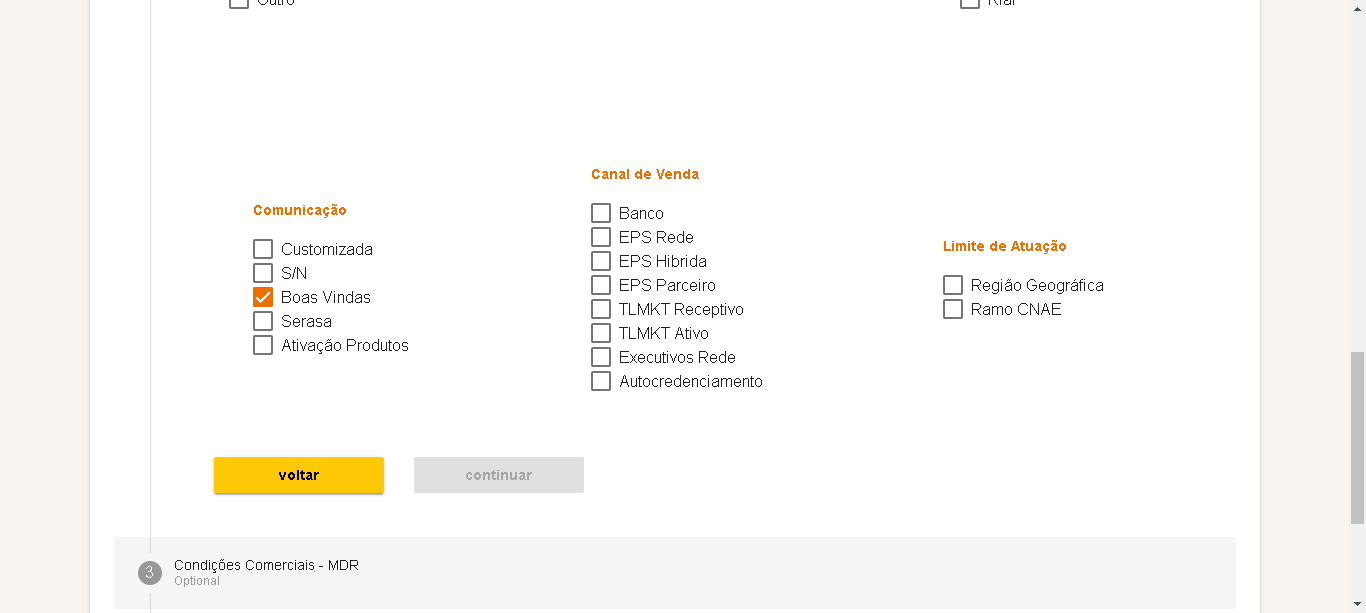 Outro
Kral
Comunicação
Customizada
S/N
Boas Vindas
Serasa
Ativação Produtos
Canal de Venda
Banco
EPS Rede
EPS Hibrida
EPS Parceiro
TLMKT Receptivo
TLMKT Ativo
Executivos Rede
Autocredenciamento
Limite de Atuação
Região Geográfica
Ramo CNAE
voltar
continuar
3
Condições Comerciais - MDR
Optional